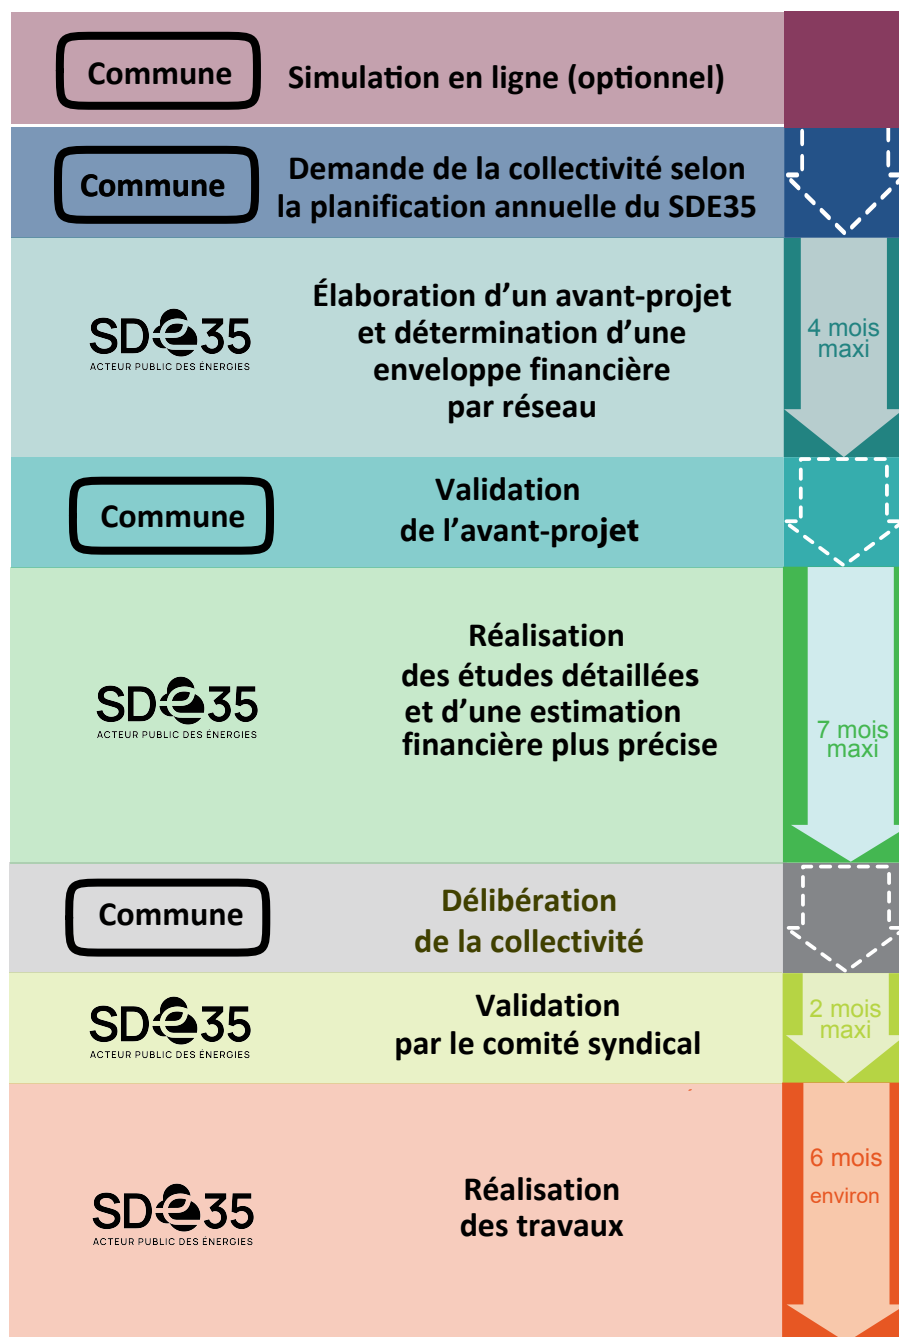 Commune
Simulation en ligne (optionnel)
Commune
Demande de la collectivité selon
la planification annuelle du SDE35
SDE35
ACTEUR PUBLIC DES ÉNERGIES
Élaboration d'un avant-projet
et détermination d'une
enveloppe financière
par réseau
4 mois
maxi
Commune
Validation
de l'avant-projet
SDE35
ACTEUR PUBLIC DES ÉNERGIES
Réalisation
des études détaillées
et d'une estimation
financière plus précise
7 mois
maxi
Commune
Délibération
de la collectivité
SDE35
ACTEUR PUBLIC DES ÉNERGIES
Validation
par le comité syndical
2 mois
maxi
SDE35
ACTEUR PUBLIC DES ÉNERGIES
Réalisation
des travaux
6 mois
environ